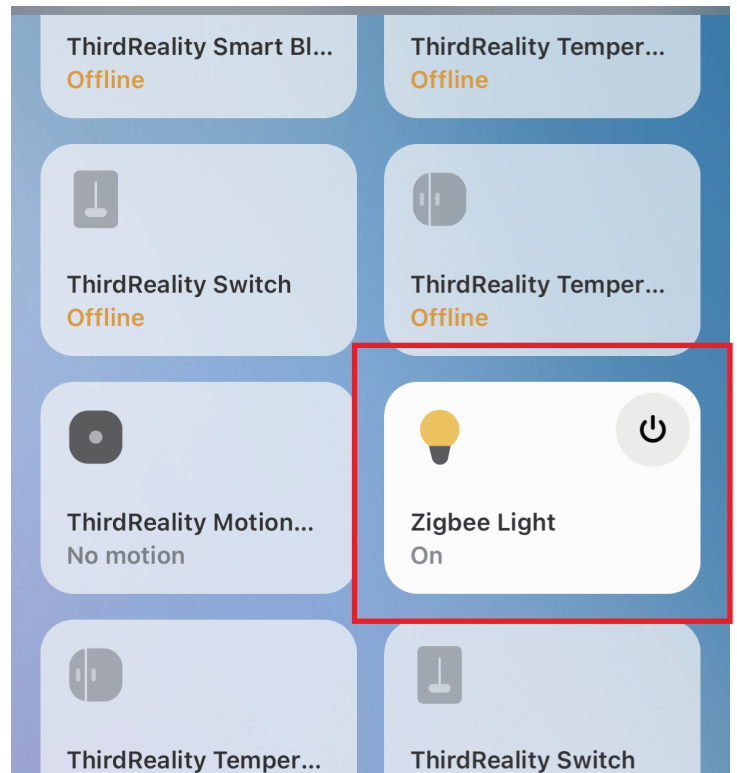 ThirdReality Smart Bl...
Offline
ThirdReality Temper...
Offline
ThirdReality Switch
Offline
ThirdReality Temper...
Offline
ThirdReality Motion...
No motion
Zigbee Light
On
ThirdReality Temper...
ThirdReality Switch